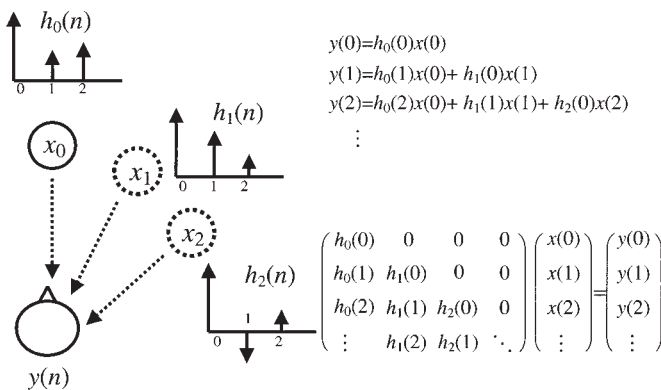 h₀(n)
0 1 2
y(0)=h₀(0)x(0)
y(1)=h₀(1)x(0)+ h₁(0)x(1)
y(2)=h₀(2)x(0)+ h₁(1)x(1)+ h₂(0)x(2)
⋮
h₁(n)
0 1 2
x₀
x₁
x₂
h₂(n)
0 1 2
y(n)
h₀(0) 0 0 0 x(0) y(0)
h₀(1) h₁(0) 0 0 x(1) = y(1)
h₀(2) h₁(1) h₂(0) 0 x(2) y(2)
⋮ h₁(2) h₂(1) ⋱ ⋮ ⋮